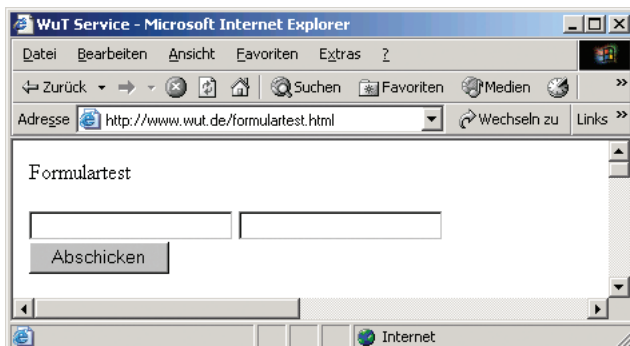 WuT Service - Microsoft Internet Explorer
Datei Bearbeiten Ansicht Favoriten Extras ?
Zurück Suchen Favoriten Medien »
Adresse http://www.wut.de/formulartest.html Wechseln zu Links »
Formulartest
Abschicken
Internet